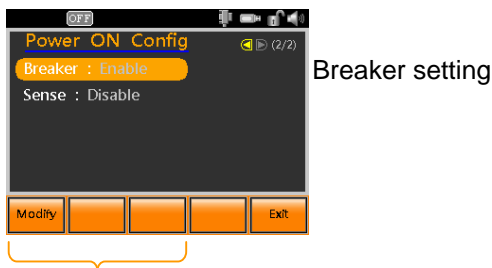 OFF
Power ON Config (2/2)
Breaker : Enable
Breaker setting
Sense : Disable
Modify Exit